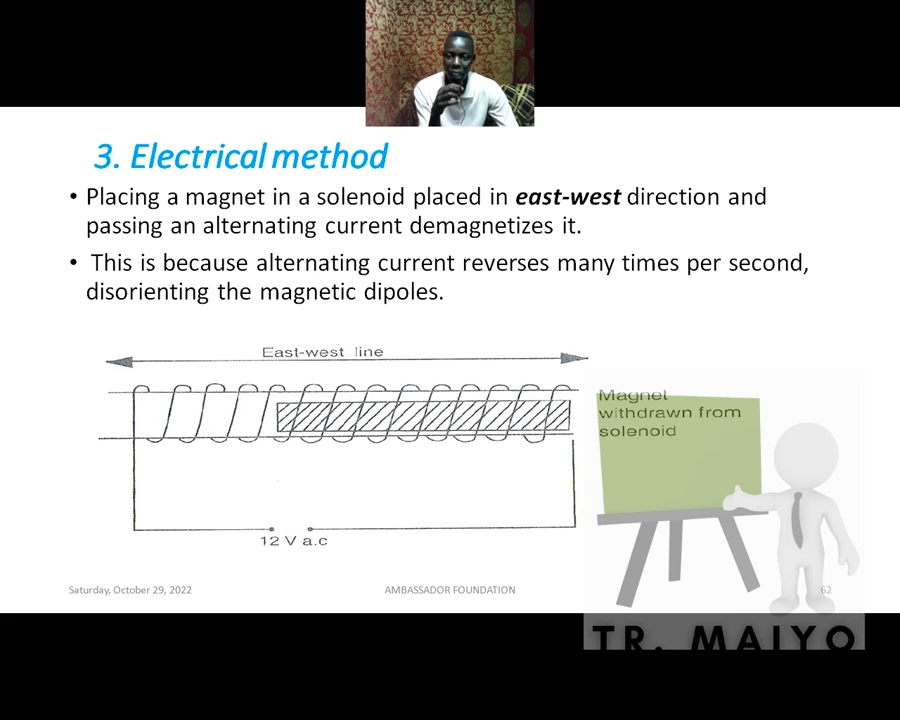 3. Electrical method
• Placing a magnet in a solenoid placed in east-west direction and
passing an alternating current demagnetizes it.
• This is because alternating current reverses many times per second,
disorienting the magnetic dipoles.
East-west line
Magnet
withdrawn from
solenoid
12 V a.c
Saturday, October 29, 2022
AMBASSADOR FOUNDATION
62
TR. MAIYO